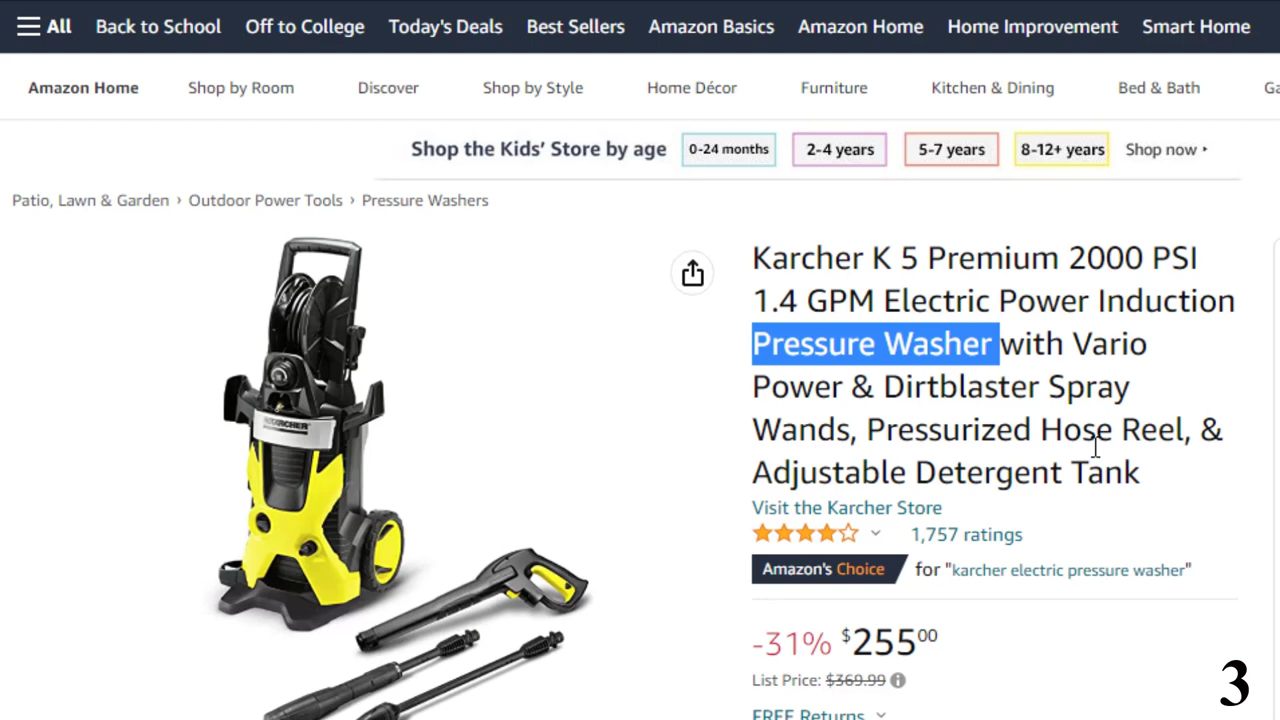 All Back to School Off to College Today's Deals Best Sellers Amazon Basics Amazon Home Home Improvement Smart Home
Amazon Home Shop by Room Discover Shop by Style Home Décor Furniture Kitchen & Dining Bed & Bath Ga
Shop the Kids' Store by age 0-24 months 2-4 years 5-7 years 8-12+ years Shop now
Patio, Lawn & Garden › Outdoor Power Tools › Pressure Washers
Karcher K 5 Premium 2000 PSI
1.4 GPM Electric Power Induction
Pressure Washer with Vario
Power & Dirtblaster Spray
Wands, Pressurized Hose Reel, &
Adjustable Detergent Tank
Visit the Karcher Store
1,757 ratings
Amazon's Choice for "karcher electric pressure washer"
-31% $25500
List Price: $369.99
FREE Returns
KARCHER
3